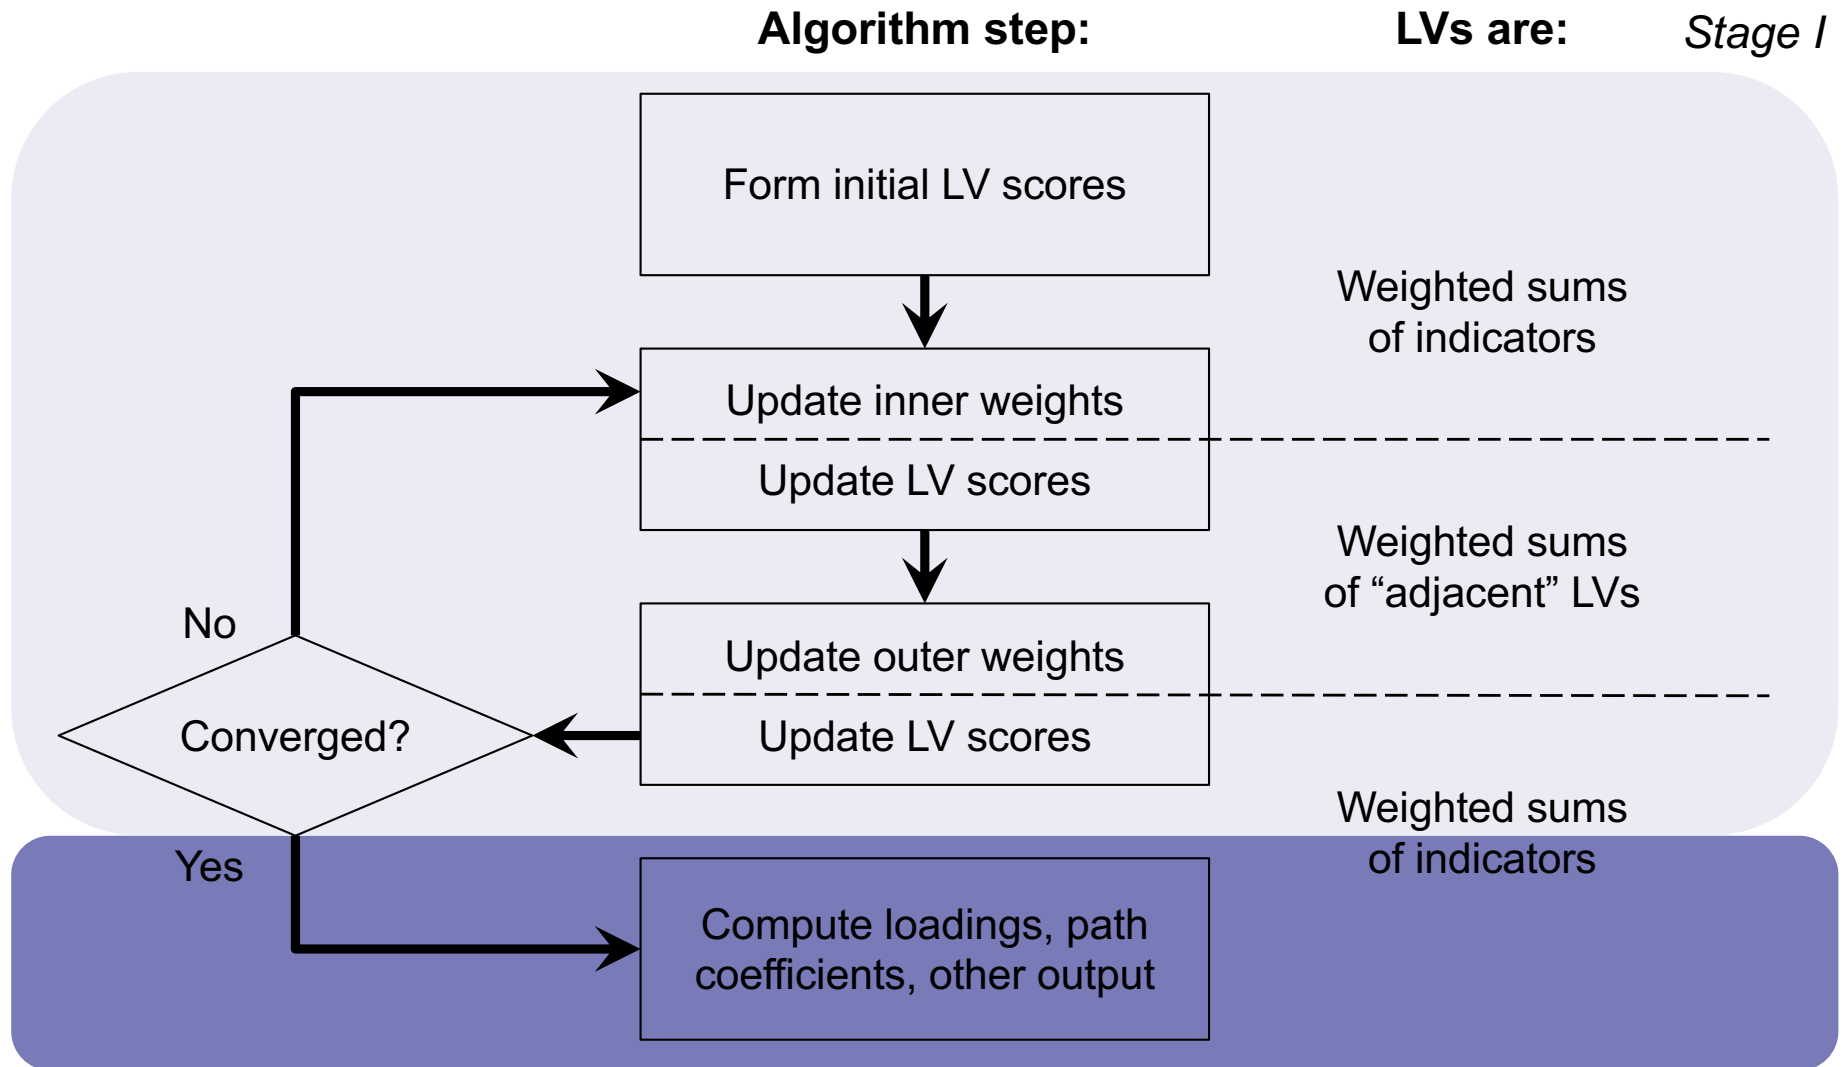 Algorithm step:
LVs are:
Stage I
Form initial LV scores
Weighted sums
of indicators
Update inner weights
Update LV scores
Weighted sums
of “adjacent” LVs
No
Update outer weights
Converged?
Update LV scores
Weighted sums
of indicators
Yes
Compute loadings, path
coefficients, other output